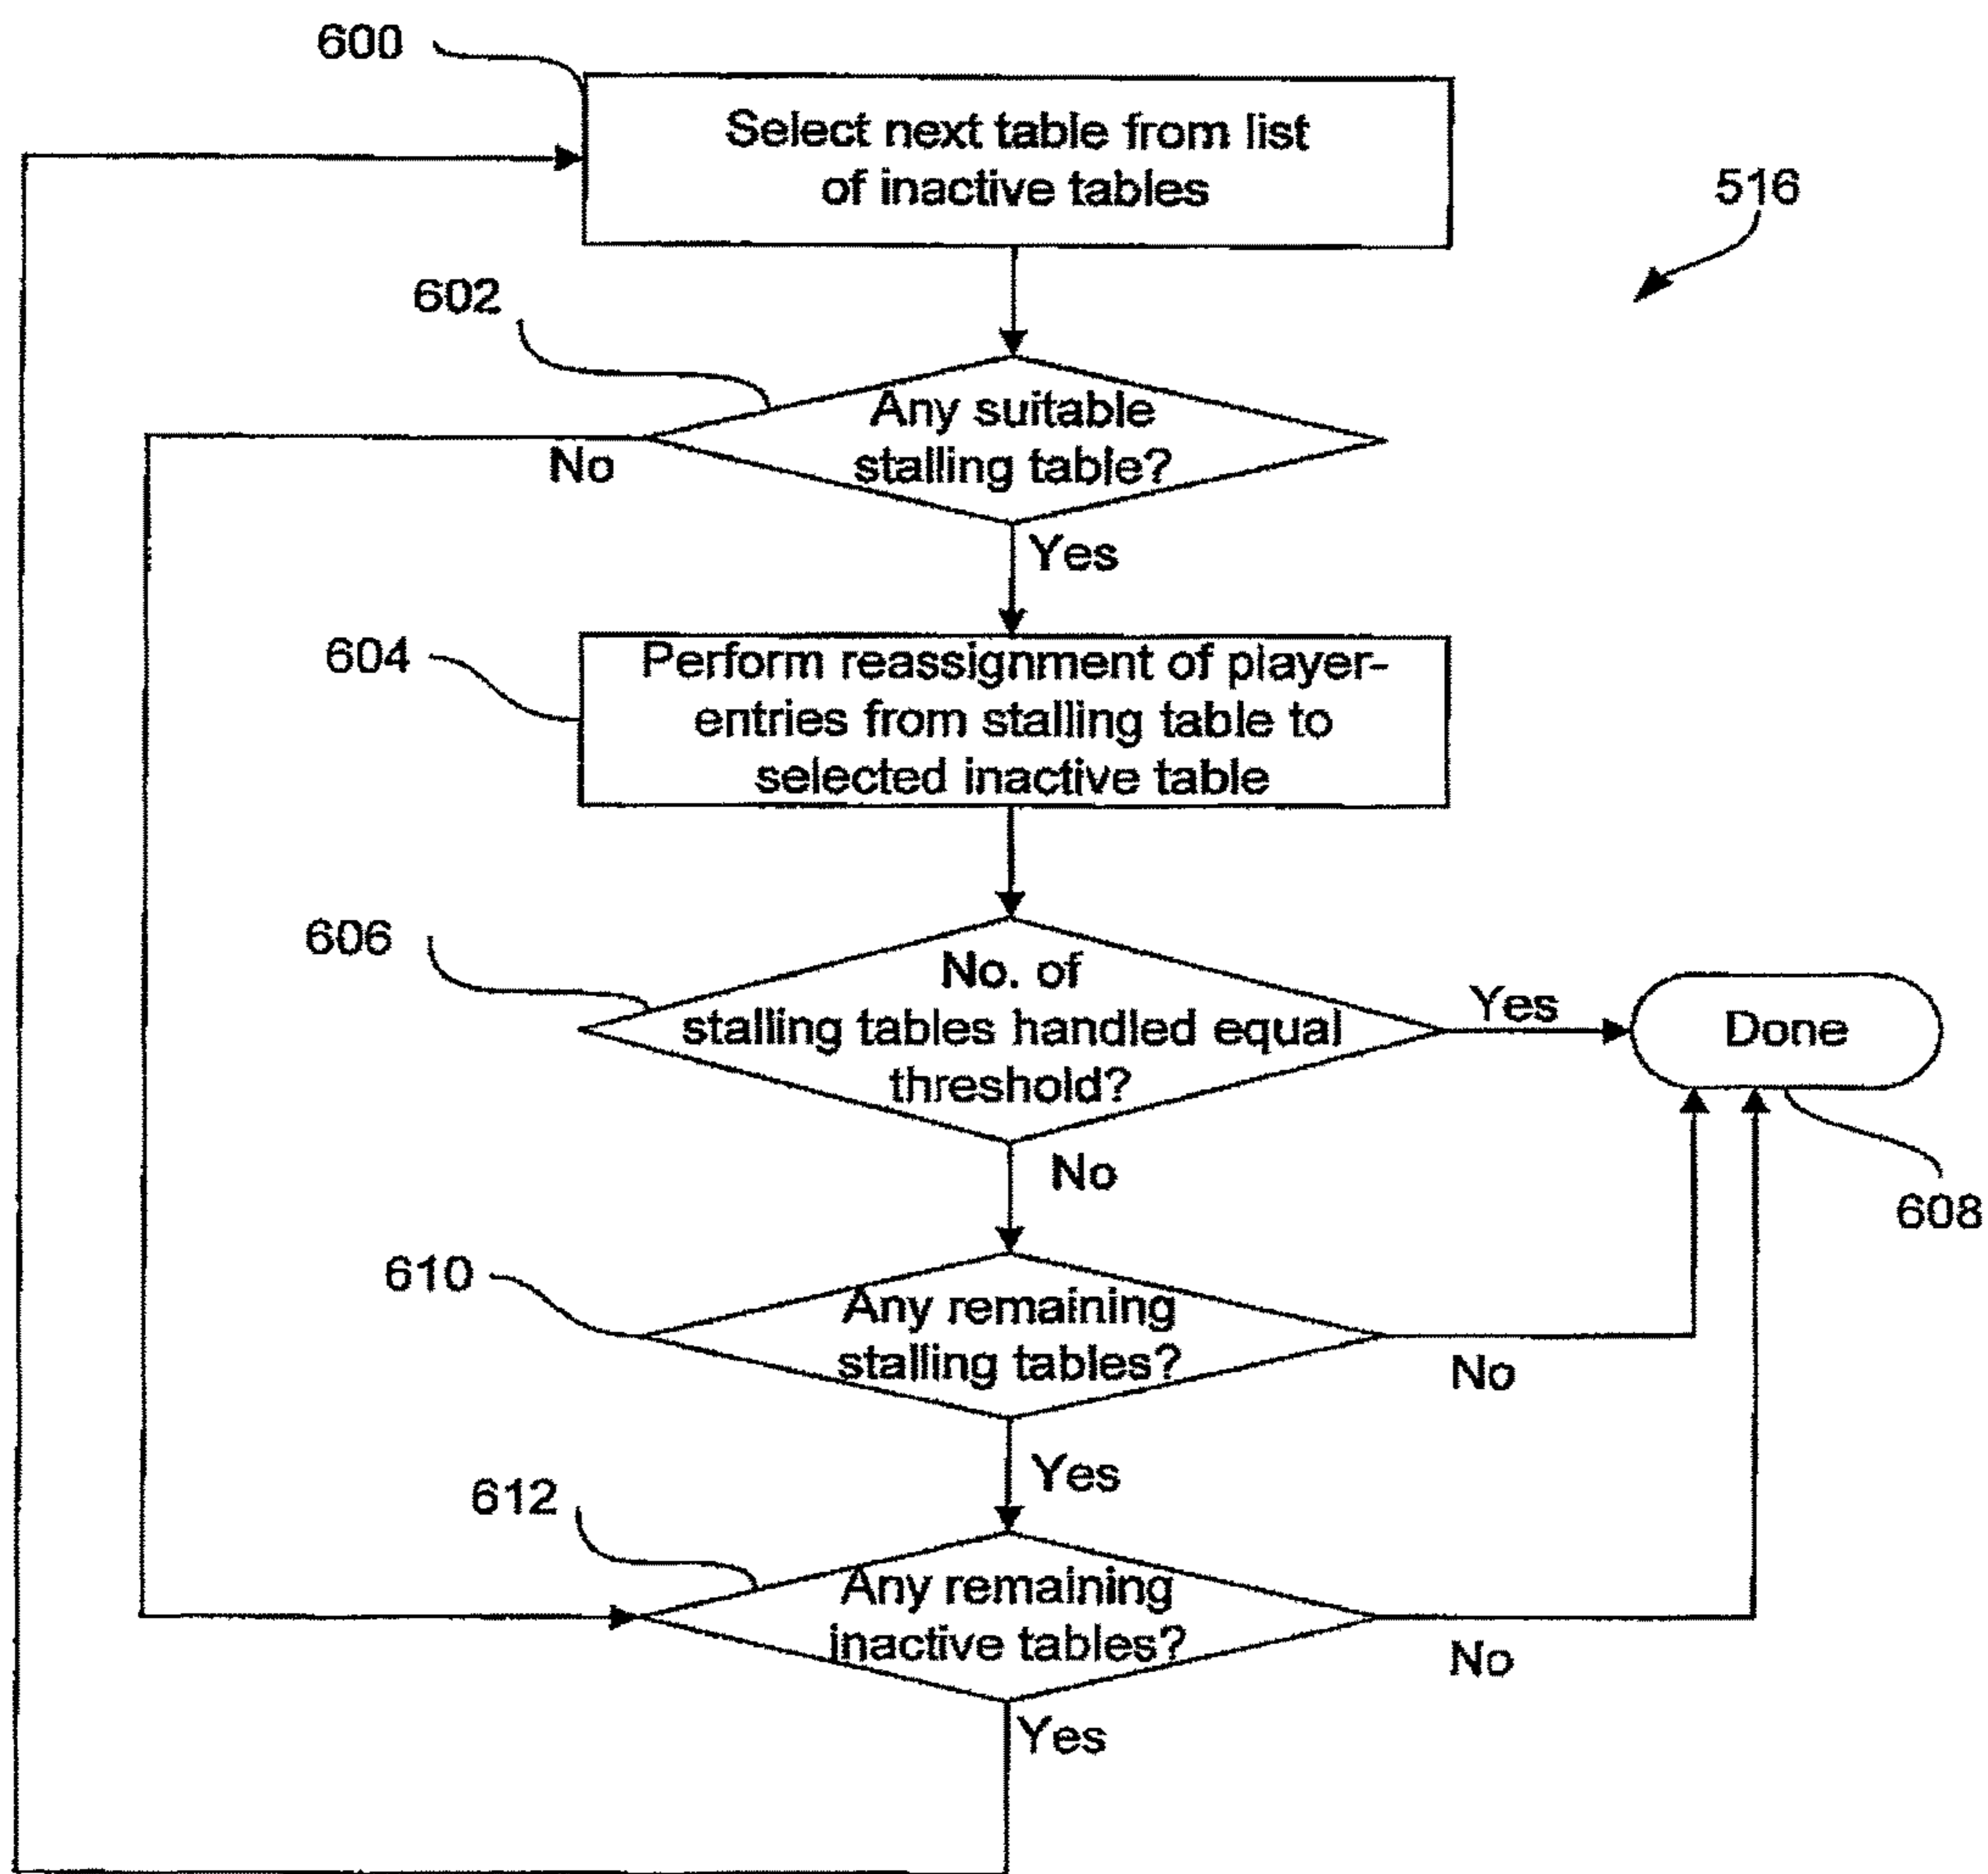 600
Select next table from list
of inactive tables
516
602
Any suitable
stalling table?
No
Yes
604
Perform reassignment of player-
entries from stalling table to
selected inactive table
606
No. of
stalling tables handled equal
threshold?
Yes
Done
No
608
610
Any remaining
stalling tables?
No
Yes
612
Any remaining
inactive tables?
No
Yes